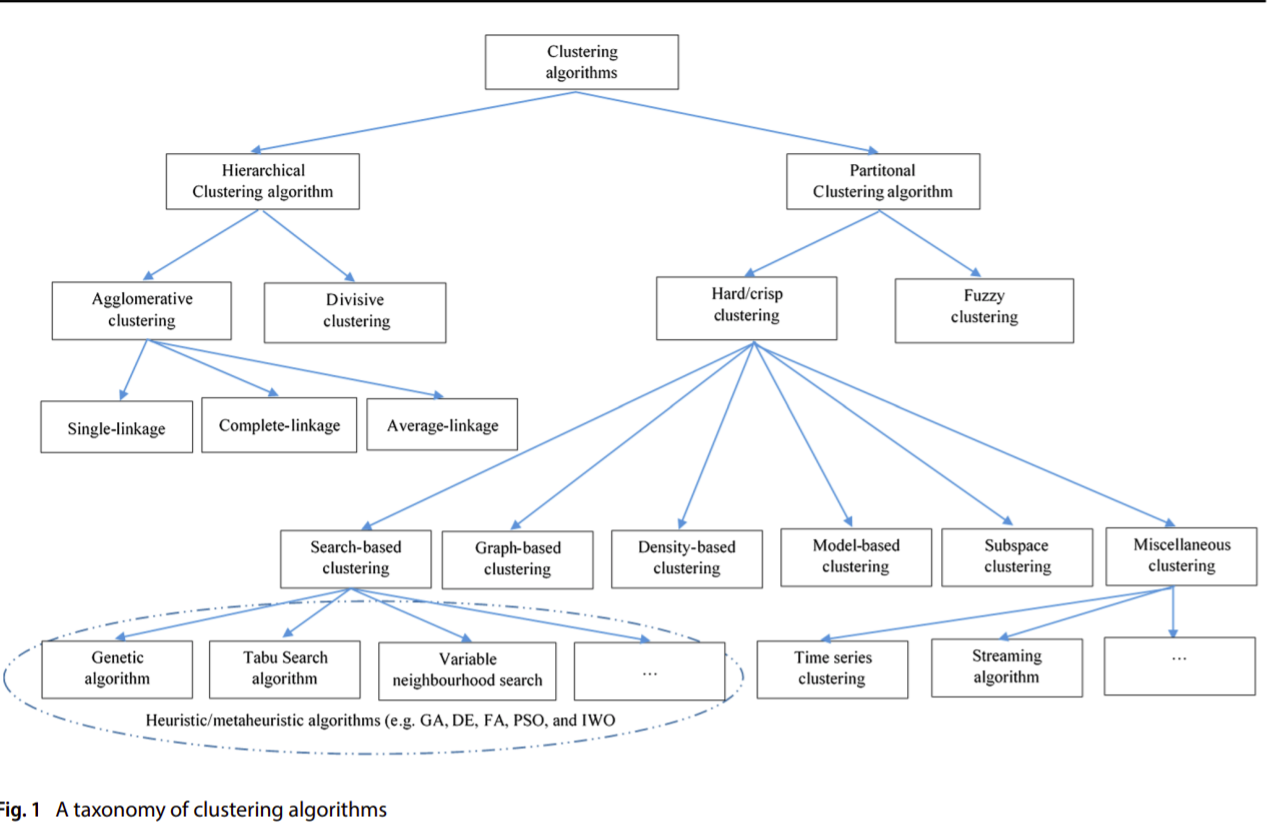 Clustering
algorithms
Hierarchical
Clustering algorithm
Partitonal
Clustering algorithm
Agglomerative
clustering
Divisive
clustering
Hard/crisp
clustering
Fuzzy
clustering
Single-linkage
Complete-linkage
Average-linkage
Search-based
clustering
Graph-based
clustering
Density-based
clustering
Model-based
clustering
Subspace
clustering
Miscellaneous
clustering
Genetic
algorithm
Tabu Search
algorithm
Variable
neighbourhood search
...
Time series
clustering
Streaming
algorithm
...
Heuristic/metaheuristic algorithms (e.g. GA, DE, FA, PSO, and IWO
Fig. 1 A taxonomy of clustering algorithms